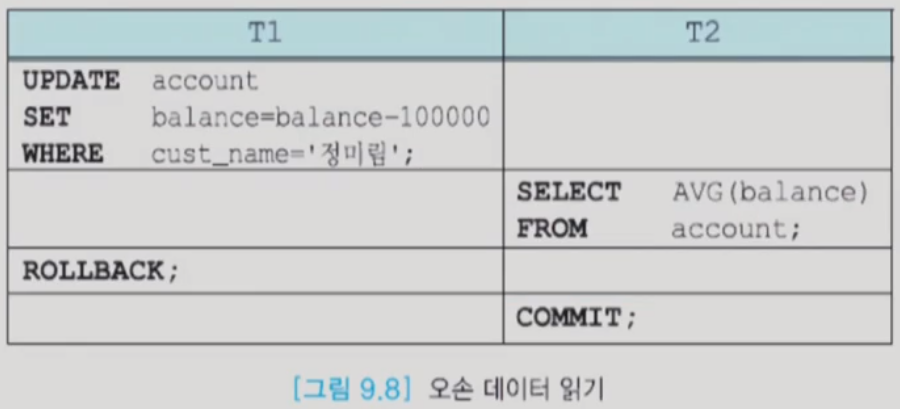 T1 T2
UPDATE account
SET balance=balance-100000
WHERE cust_name='정미림';
SELECT AVG(balance)
FROM account;
ROLLBACK;
COMMIT;
[그림 9.8] 오손 데이터 읽기